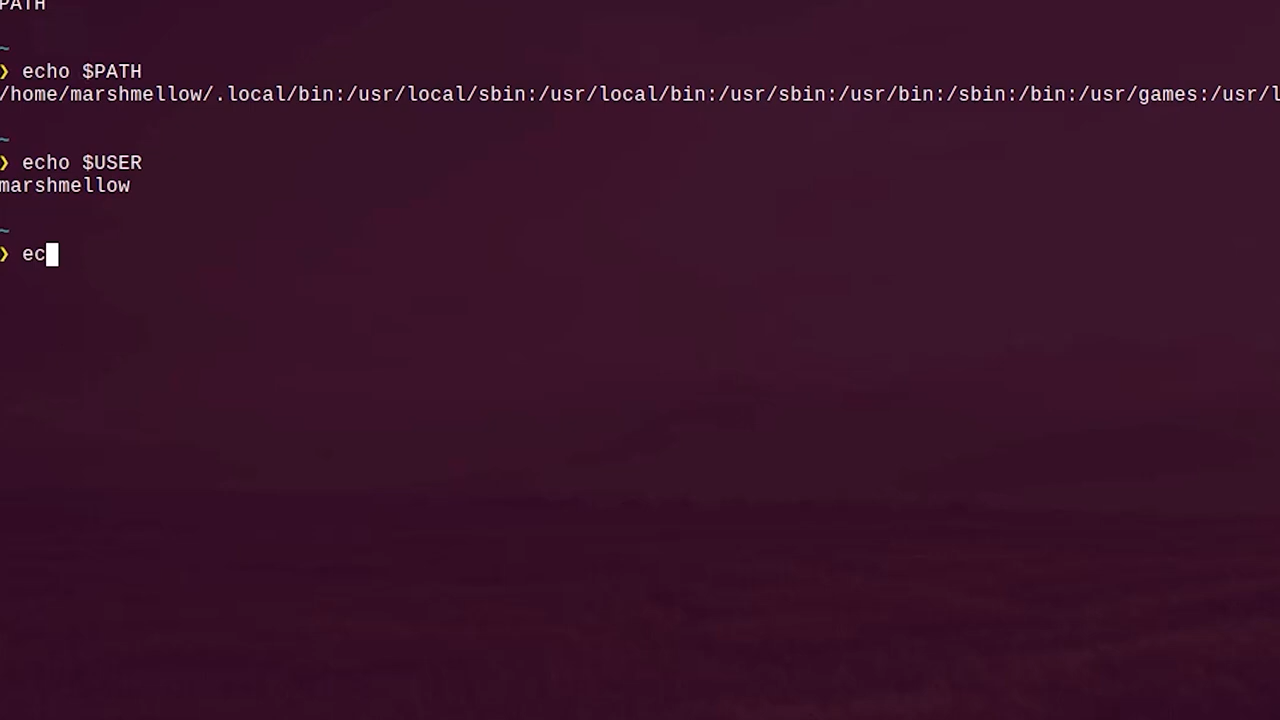 PATH
~
❯ echo $PATH
/home/marshmellow/.local/bin:/usr/local/sbin:/usr/local/bin:/usr/sbin:/usr/bin:/sbin:/bin:/usr/games:/usr/l
~
❯ echo $USER
marshmellow
~
❯ ec